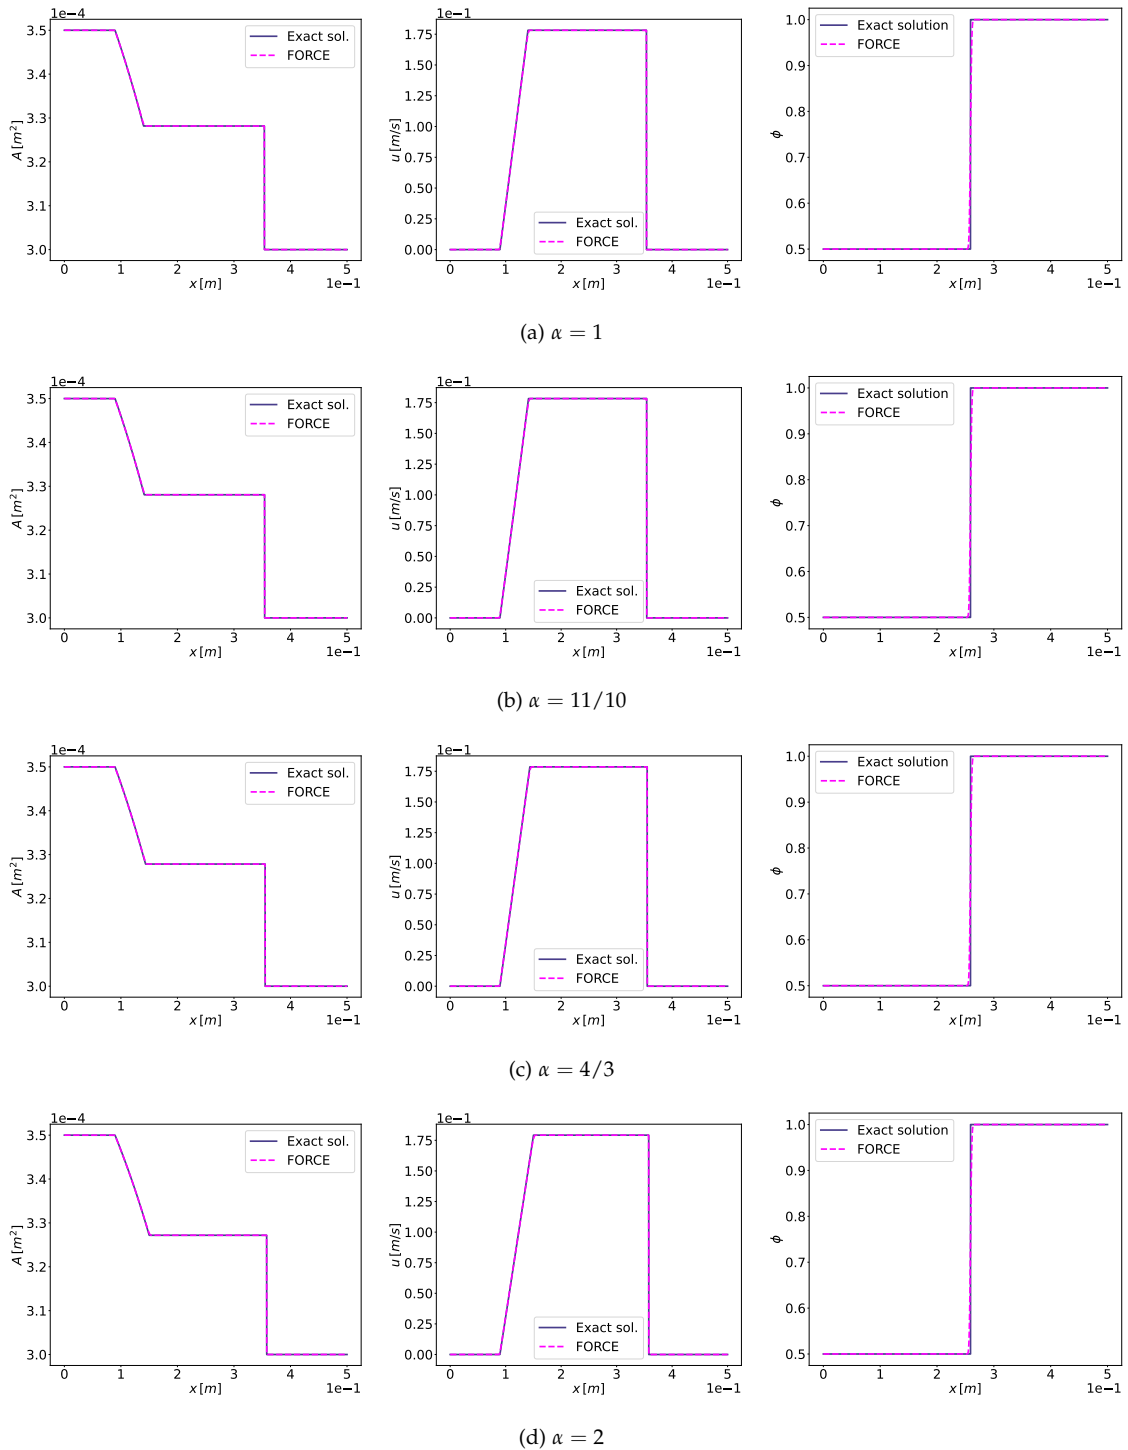 1e−4
3.5
3.4
3.3
3.2
3.1
3.0
A [m²]
0 1 2 3 4 5
x [m]
1e−1
Exact sol.
FORCE
1e−1
1.75
1.50
1.25
1.00
0.75
0.50
0.25
0.00
u [m/s]
0 1 2 3 4 5
x [m]
1e−1
Exact sol.
FORCE
1.0
0.9
0.8
0.7
0.6
0.5
ϕ
0 1 2 3 4 5
x [m]
1e−1
Exact solution
FORCE
(a) α = 1
1e−4
3.5
3.4
3.3
3.2
3.1
3.0
A [m²]
0 1 2 3 4 5
x [m]
1e−1
Exact sol.
FORCE
1e−1
1.75
1.50
1.25
1.00
0.75
0.50
0.25
0.00
u [m/s]
0 1 2 3 4 5
x [m]
1e−1
Exact sol.
FORCE
1.0
0.9
0.8
0.7
0.6
0.5
ϕ
0 1 2 3 4 5
x [m]
1e−1
Exact solution
FORCE
(b) α = 11/10
1e−4
3.5
3.4
3.3
3.2
3.1
3.0
A [m²]
0 1 2 3 4 5
x [m]
1e−1
Exact sol.
FORCE
1e−1
1.75
1.50
1.25
1.00
0.75
0.50
0.25
0.00
u [m/s]
0 1 2 3 4 5
x [m]
1e−1
Exact sol.
FORCE
1.0
0.9
0.8
0.7
0.6
0.5
ϕ
0 1 2 3 4 5
x [m]
1e−1
Exact solution
FORCE
(c) α = 4/3
1e−4
3.5
3.4
3.3
3.2
3.1
3.0
A [m²]
0 1 2 3 4 5
x [m]
1e−1
Exact sol.
FORCE
1e−1
1.75
1.50
1.25
1.00
0.75
0.50
0.25
0.00
u [m/s]
0 1 2 3 4 5
x [m]
1e−1
Exact sol.
FORCE
1.0
0.9
0.8
0.7
0.6
0.5
ϕ
0 1 2 3 4 5
x [m]
1e−1
Exact solution
FORCE
(d) α = 2